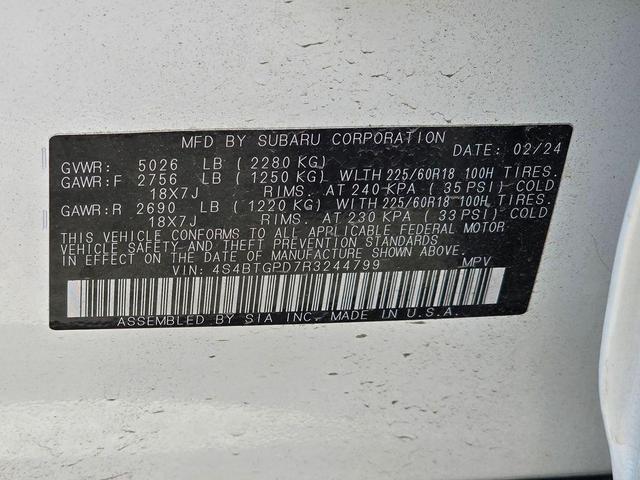 MFD BY SUBARU CORPORATION DATE: 02/24
GVWR: 5026 LB (2280 KG)
GAWR:F 2756 LB (1250 KG) WITH 225/60R18 100H TIRES.
18X7J RIMS. AT 240 KPA (35 PSI) COLD
GAWR:R 2690 LB (1220 KG) WITH 225/60R18 100H TIRES.
18X7J RIMS. AT 230 KPA (33 PSI) COLD
THIS VEHICLE CONFORMS TO ALL APPLICABLE FEDERAL MOTOR
VEHICLE SAFETY AND THEFT PREVENTION STANDARDS
IN EFFECT ON THE DATE OF MANUFACTURE SHOWN ABOVE.
VIN: 4S4BTGPD7R3244799 MPV
ASSEMBLED BY SIA INC. MADE IN U.S.A.